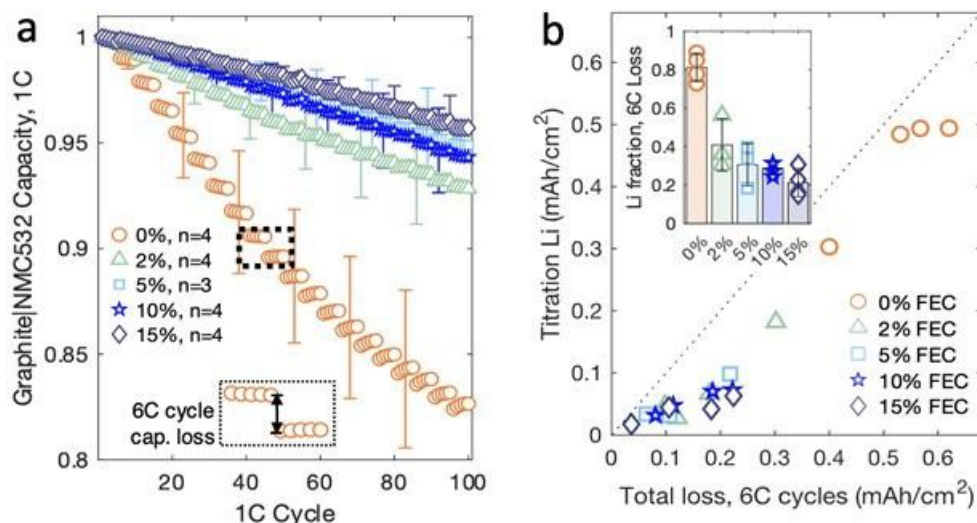 a
Graphite|NMC532 Capacity, 1C
1
0.95
0.9
0.85
0.8
0%, n=4
2%, n=4
5%, n=3
10%, n=4
15%, n=4
6C cycle
cap. loss
20
40
60
80
100
1C Cycle
b
Titration Li (mAh/cm²)
0.6
0.5
0.4
0.3
0.2
0.1
0
Li fraction, 6C Loss
1
0.8
0.6
0.4
0.2
0
0%
2%
5%
10%
15%
0% FEC
2% FEC
5% FEC
10% FEC
15% FEC
0
0.1
0.2
0.3
0.4
0.5
0.6
Total loss, 6C cycles (mAh/cm²)